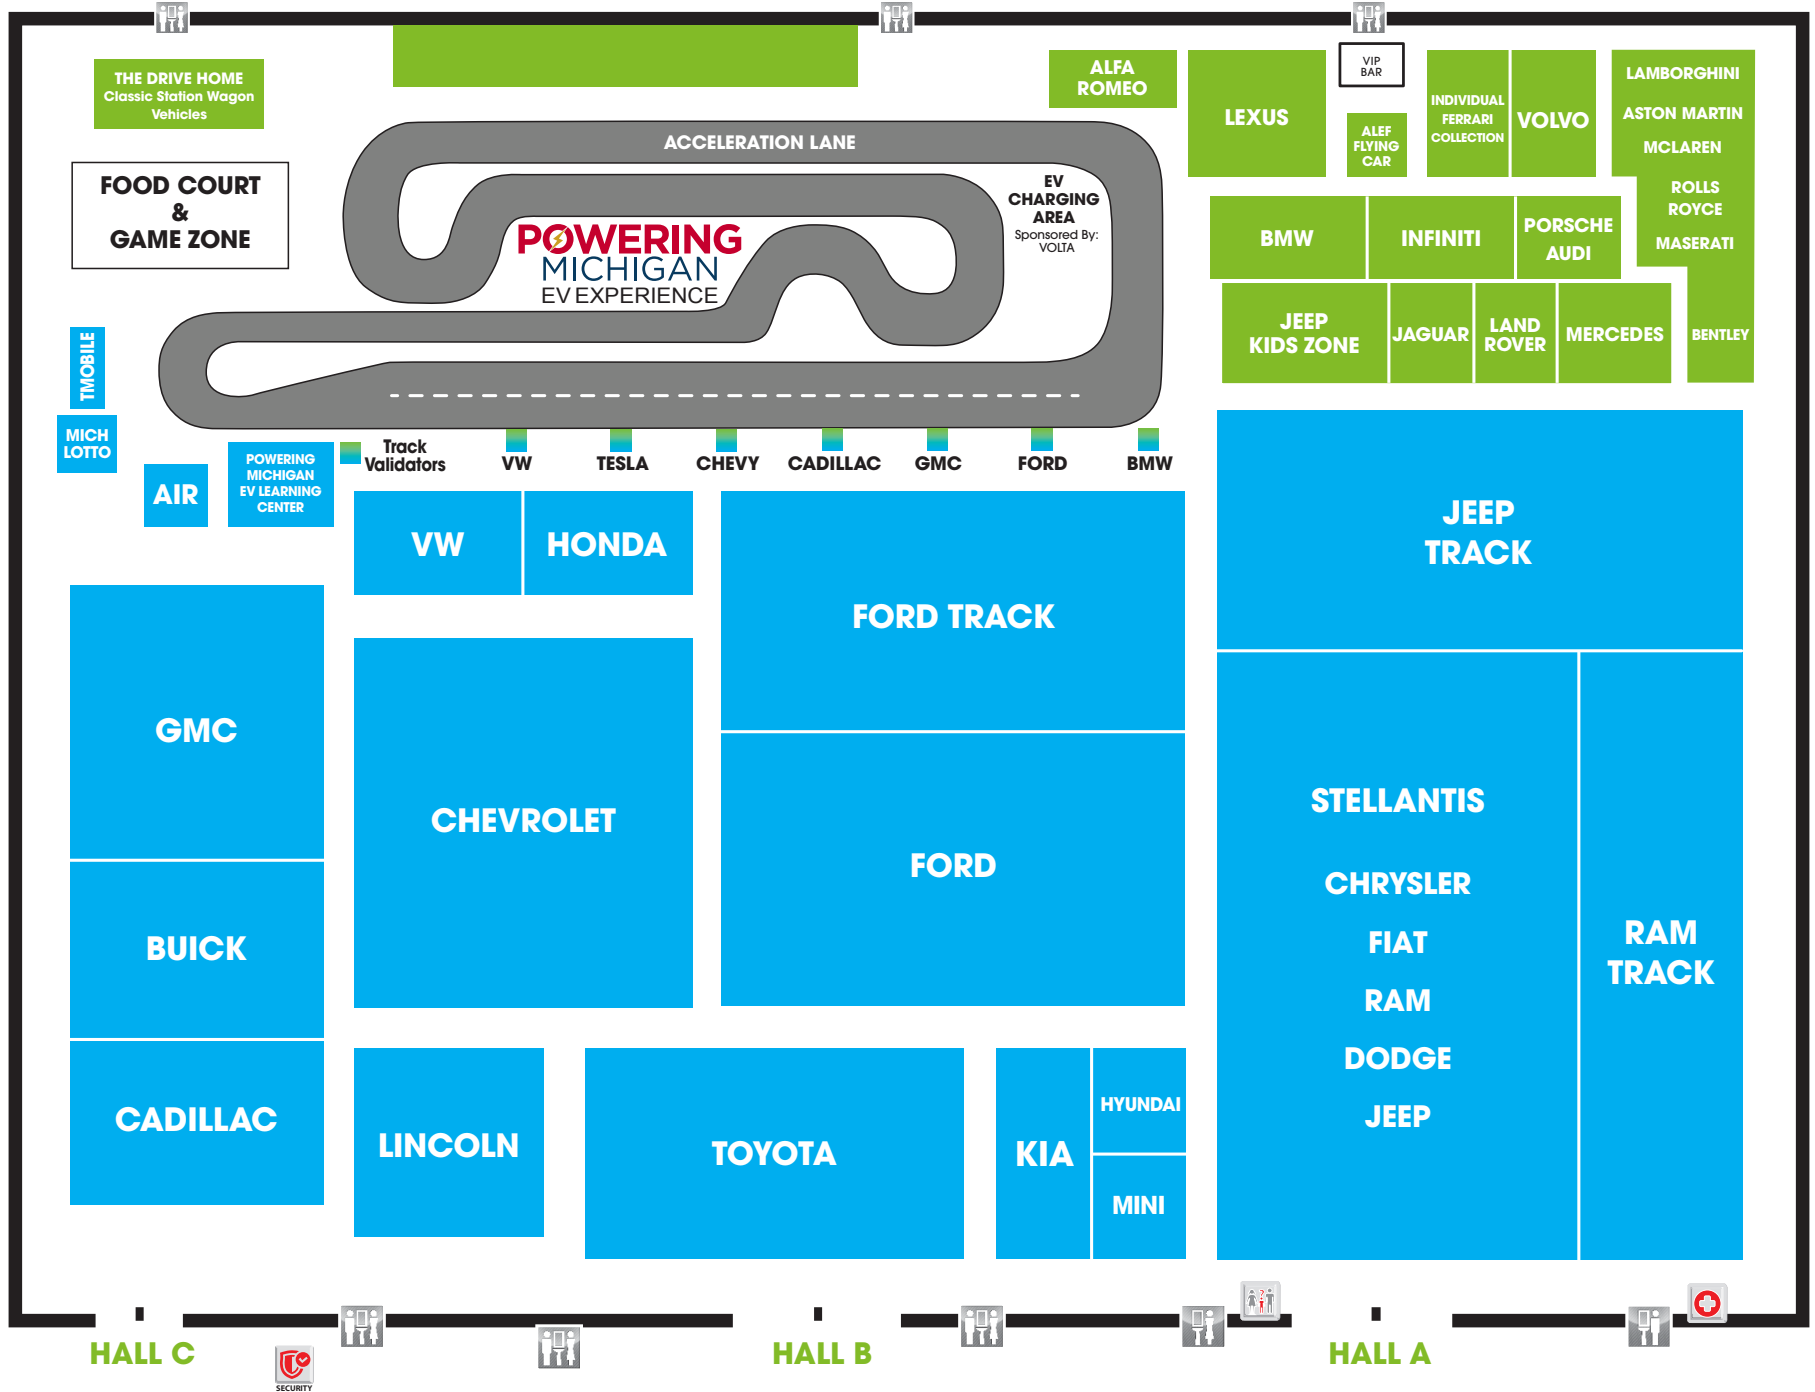 THE DRIVE HOME
Classic Station Wagon
Vehicles
FOOD COURT
&
GAME ZONE
ACCELERATION LANE
EV
CHARGING
AREA
Sponsored By:
VOLTA
POWERING
MICHIGAN
EV EXPERIENCE
ALFA
ROMEO
LEXUS
VIP
BAR
ALEF
FLYING
CAR
INDIVIDUAL
FERRARI
COLLECTION
VOLVO
LAMBORGHINI
ASTON MARTIN
MCLAREN
ROLLS
ROYCE
MASERATI
BENTLEY
BMW
INFINITI
PORSCHE
AUDI
JEEP
KIDS ZONE
JAGUAR
LAND
ROVER
MERCEDES
TMOBILE
MICH
LOTTO
AIR
POWERING
MICHIGAN
EV LEARNING
CENTER
Track
Validators
VW
TESLA
CHEVY
CADILLAC
GMC
FORD
BMW
VW
HONDA
FORD TRACK
JEEP
TRACK
GMC
CHEVROLET
FORD
STELLANTIS
CHRYSLER
FIAT
RAM
DODGE
JEEP
RAM
TRACK
BUICK
CADILLAC
LINCOLN
TOYOTA
KIA
HYUNDAI
MINI
HALL C
HALL B
HALL A
SECURITY